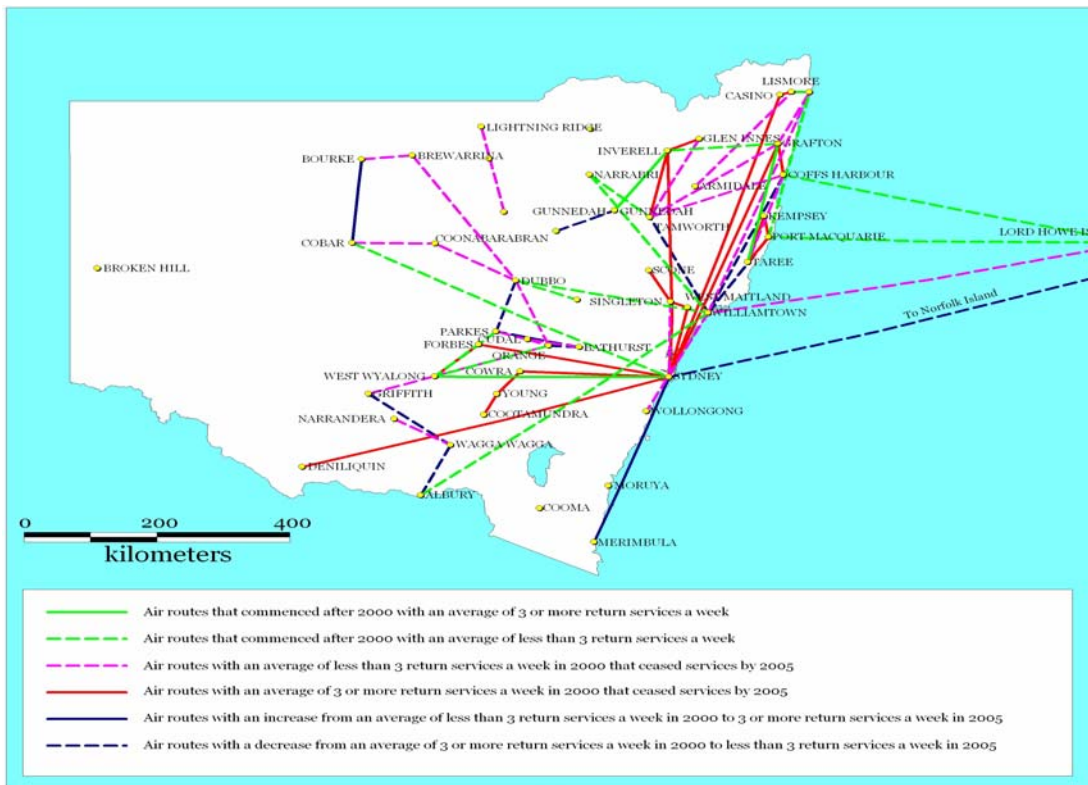 LISMORE
CASINO
LIGHTNING RIDGE
GLEN INNES
GRAFTON
INVERELL
BOURKE
BREWARRINA
NARRABRI
COFFS HARBOUR
ARMIDALE
GUNNEDAH
GUNNEDAH
KEMPSEY
TAMWORTH
PORT MACQUARIE
LORD HOWE IS
COBAR
COONABARABRAN
TAREE
BROKEN HILL
SCONE
DUBBO
SINGLETON
WEST MAITLAND
WILLIAMTOWN
To Norfolk Island
PARKES
CUDAL
FORBES
BATHURST
ORANGE
COWRA
WEST WYALONG
SYDNEY
GRIFFITH
YOUNG
NARRANDERA
COOTAMUNDRA
WOLLONGONG
WAGGA WAGGA
DENILIQUIN
ALBURY
MORUYA
COOMA
MERIMBULA
0 200 400
kilometers
Air routes that commenced after 2000 with an average of 3 or more return services a week
Air routes that commenced after 2000 with an average of less than 3 return services a week
Air routes with an average of less than 3 return services a week in 2000 that ceased services by 2005
Air routes with an average of 3 or more return services a week in 2000 that ceased services by 2005
Air routes with an increase from an average of less than 3 return services a week in 2000 to 3 or more return services a week in 2005
Air routes with a decrease from an average of 3 or more return services a week in 2000 to less than 3 return services a week in 2005